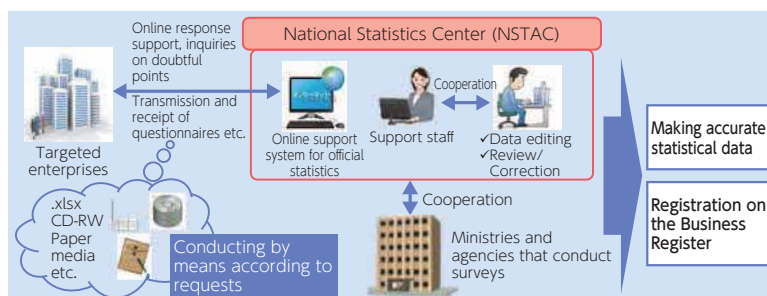 Online response
support, inquiries
on doubtful
points
Transmission and
receipt of
questionnaires etc.
Targeted
enterprises
.xlsx
CD-RW
Paper
media
etc.
Conducting by
means according to
requests
National Statistics Center (NSTAC)
Online support
system for official
statistics
Support staff
Cooperation
✓Data editing
✓Review/
Correction
Cooperation
Ministries and
agencies that conduct
surveys
Making accurate
statistical data
Registration on
the Business
Register